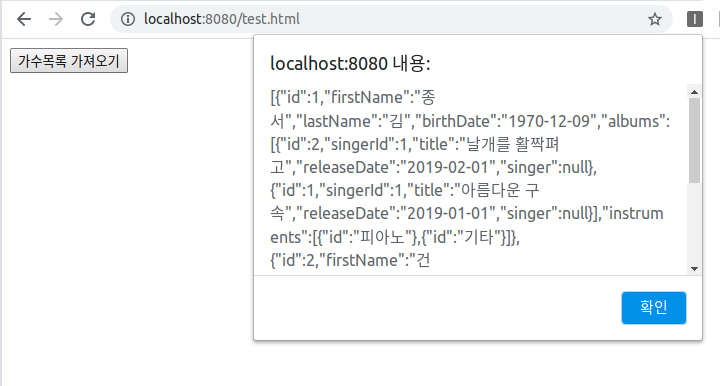 localhost:8080/test.html
가수목록 가져오기
localhost:8080 내용:
[{"id":1,"firstName":"종
서","lastName":"김","birthDate":"1970-12-09","albums":
[{"id":2,"singerId":1,"title":"날개를 활짝펴
고","releaseDate":"2019-02-01","singer":null},
{"id":1,"singerId":1,"title":"아름다운 구
속","releaseDate":"2019-01-01","singer":null}],"instrum
ents":[{"id":"피아노"},{"id":"기타"}]},
{"id":2,"firstName":"건
확인